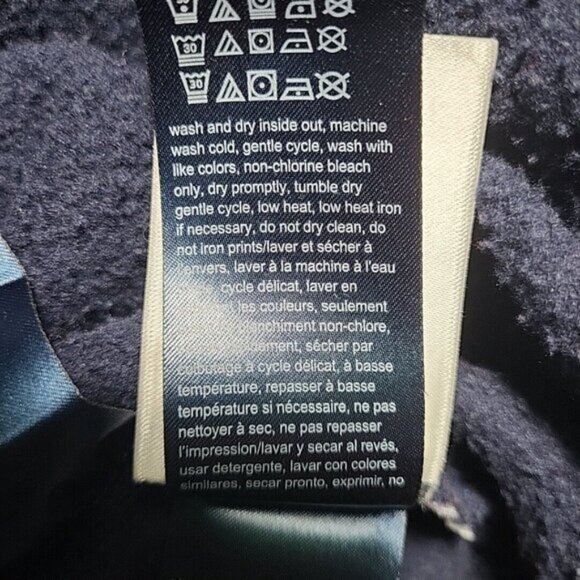 30
30
wash and dry inside out, machine
wash cold, gentle cycle, wash with
like colors, non-chlorine bleach
only, dry promptly, tumble dry
gentle cycle, low heat, low heat iron
if necessary, do not dry clean, do
not iron prints/laver et sécher à
l'envers, laver à la machine à l'eau
cycle délicat, laver en
les couleurs, seulement
blanchiment non-chlore,
sécher par
culbutage à cycle délicat, à basse
température, repasser à basse
température si nécessaire, ne pas
nettoyer à sec, ne pas repasser
l'impression/lavar y secar al revés,
usar detergente, lavar con colores
similares, secar pronto, exprimir, no